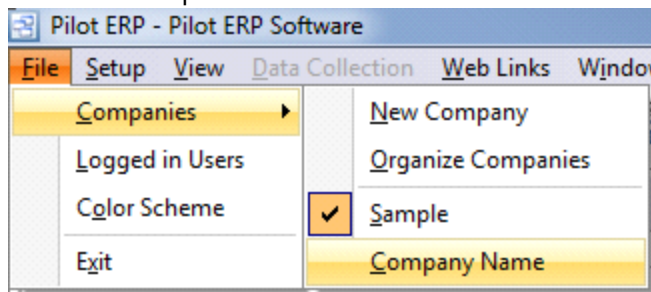 Pilot ERP - Pilot ERP Software
File Setup View Data Collection Web Links Windo
Companies
Logged in Users
Color Scheme
Exit
New Company
Organize Companies
Sample
Company Name